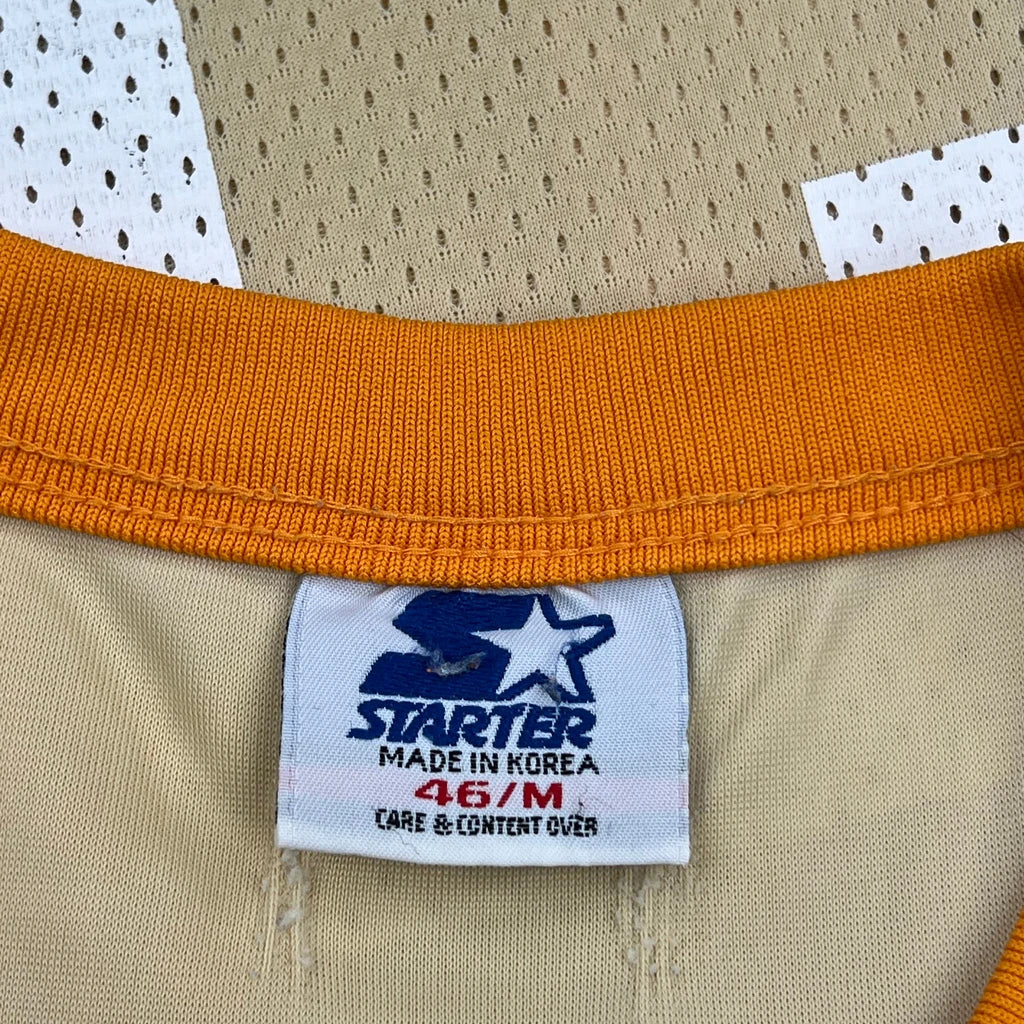 STARTER
MADE IN KOREA
46/M
CARE & CONTENT OVER